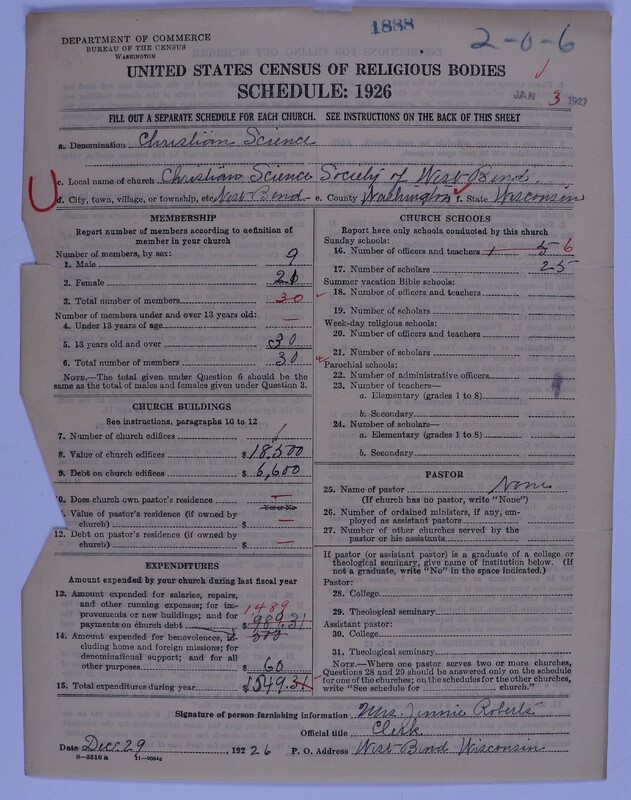 1888
DEPARTMENT OF COMMERCE
BUREAU OF THE CENSUS
WASHINGTON
2-0-6
UNITED STATES CENSUS OF RELIGIOUS BODIES
SCHEDULE: 1926
JAN 3 1927
FILL OUT A SEPARATE SCHEDULE FOR EACH CHURCH. SEE INSTRUCTIONS ON THE BACK OF THIS SHEET
a. Denomination Christian Science
c. Local name of church Christian Science Society of West Bend.
d. City, town, village, or township, etc. West Bend e. County Washington f. State Wisconsin
MEMBERSHIP
Report number of members according to definition of
member in your church
Number of members, by sex:
1. Male 9
2. Female 21
3. Total number of members 30
Number of members under and over 13 years old:
4. Under 13 years of age —
5. 13 years old and over 30
6. Total number of members 30
NOTE.—The total given under Question 6 should be the
same as the total of males and females given under Question 3.
CHURCH BUILDINGS
See instructions, paragraphs 10 to 12
7. Number of church edifices 1
8. Value of church edifices $18,500
9. Debt on church edifices $6,600
0. Does church own pastor's residence —
Yes or No
Value of pastor's residence (if owned by
church) $ —
12. Debt on pastor's residence (if owned by
church) $ —
EXPENDITURES
Amount expended by your church during last fiscal year
13. Amount expended for salaries, repairs,
and other running expenses; for im-
provements or new buildings; and for
payments on church debt 1489
$989.31
14. Amount expended for benevolences, in- 500
cluding home and foreign missions; for
denominational support; and for all
other purposes $60
15. Total expenditures during year $1549.31
CHURCH SCHOOLS
Report here only schools conducted by this church
Sunday schools:
16. Number of officers and teachers 1 5 6
17. Number of scholars 25
Summer vacation Bible schools:
18. Number of officers and teachers
19. Number of scholars
Week-day religious schools:
20. Number of officers and teachers
21. Number of scholars
Parochial schools:
22. Number of administrative officers
23. Number of teachers—
a. Elementary (grades 1 to 8)
b. Secondary
24. Number of scholars—
a. Elementary (grades 1 to 8)
b. Secondary
PASTOR
25. Name of pastor None
(If church has no pastor, write "None")
26. Number of ordained ministers, if any, em-
ployed as assistant pastors
27. Number of other churches served by the
pastor or his assistants
If pastor (or assistant pastor) is a graduate of a college or
theological seminary, give name of institution below. (If
not a graduate, write "No" in the space indicated.)
Pastor:
28. College
29. Theological seminary
Assistant pastor:
30. College
31. Theological seminary
NOTE.—Where one pastor serves two or more churches,
Questions 28 and 29 should be answered only on the schedule
for one of the churches; on the schedules for the other churches,
write "See schedule for church."
Signature of person furnishing information Mrs. Jennie Roberts
Official title Clerk
Date Dec. 29, 192 26 P. O. Address West Bend Wisconsin
8—5518 a